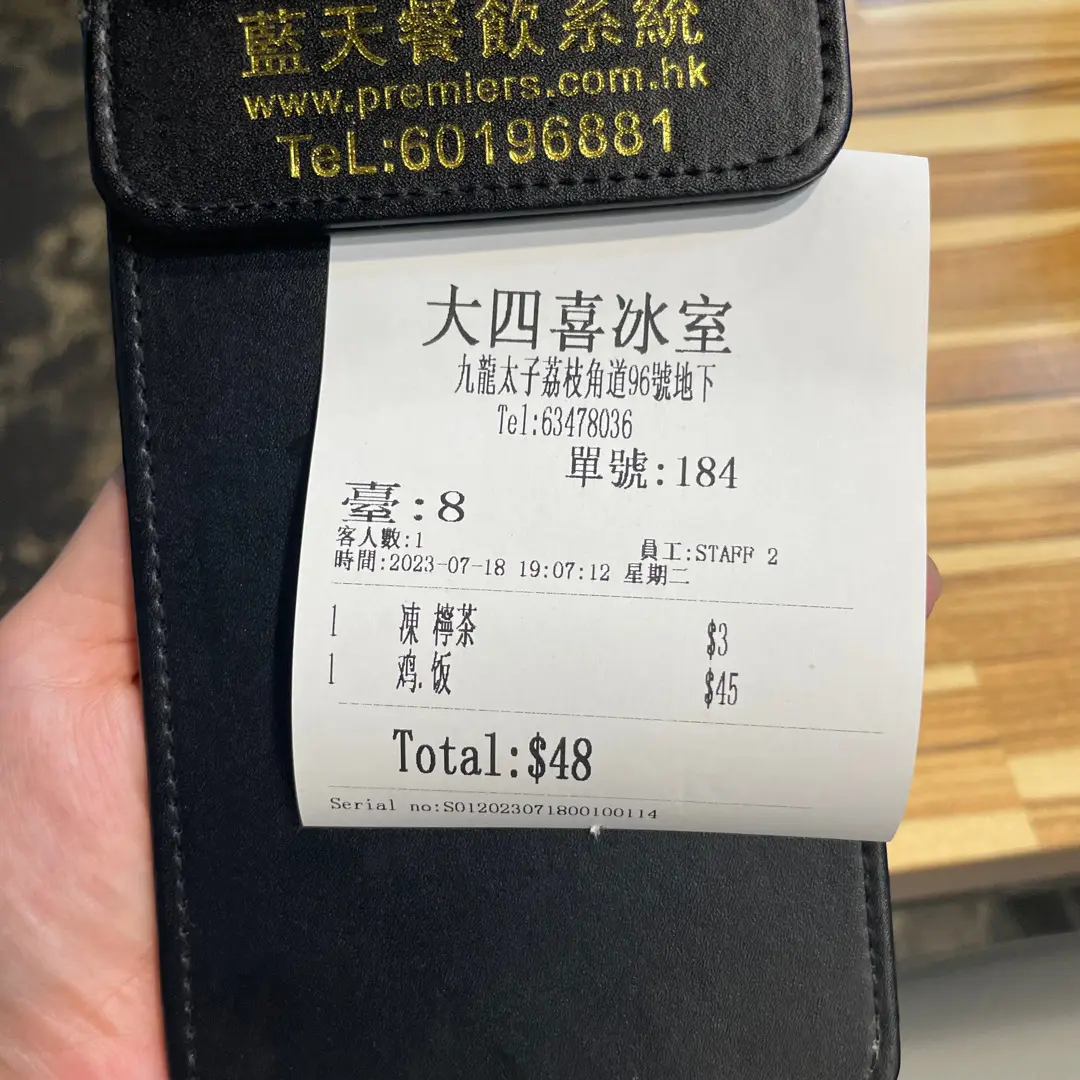 藍天餐飲系統
www.premiers.com.hk
TeL:60196881
大四喜冰室
九龍太子荔枝角道96號地下
Tel:63478036
單號:184
臺:8
客人數:1 員工:STAFF 2
時間:2023-07-18 19:07:12 星期二
1 凍 檸茶 $3
1 鸡.饭 $45
Total:$48
Serial no:S012023071800100114